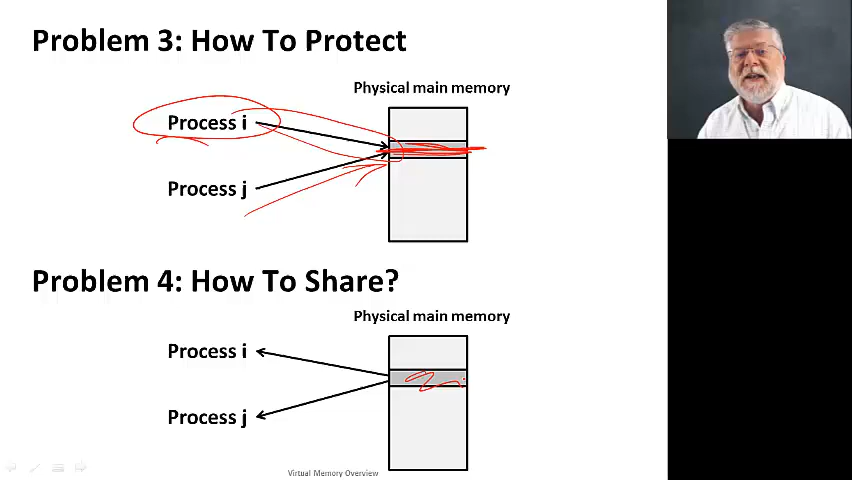 Problem 3: How To Protect
Physical main memory
Process i
Process j
Problem 4: How To Share?
Physical main memory
Process i
Process j
Virtual Memory Overview